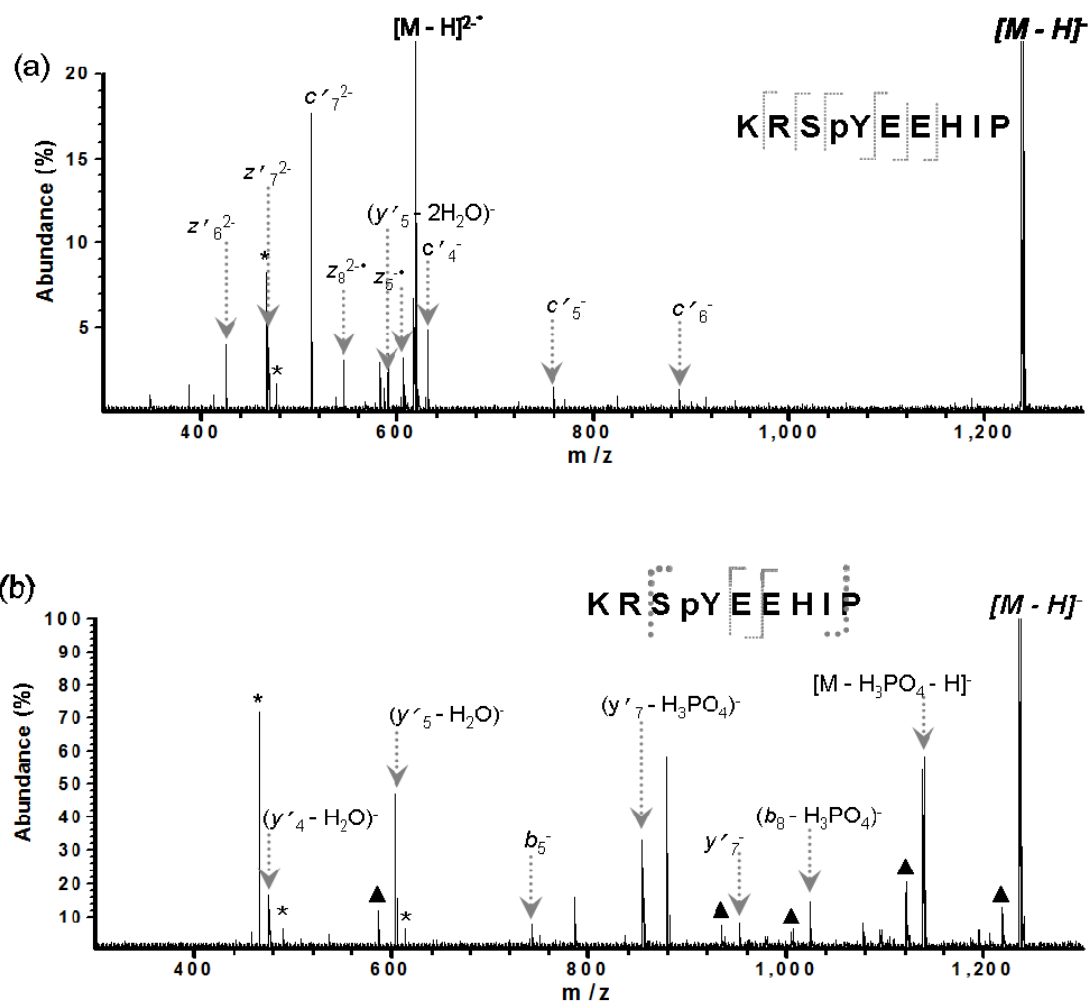 [M - H]²⁻•
[M - H]⁻
(a)
20
15
10
5
Abundance (%)
c′₇²⁻
z′₇²⁻
z′₆²⁻
*
*
z₈²⁻•
(y′₅ - 2H₂O)⁻
z₅⁻•
c′₄⁻
c′₅⁻
c′₆⁻
K R S pY E E H I P
400 600 800 1,000 1,200
m/z
(b)
K R S pY E E H I P
[M - H]⁻
100
90
80
70
60
50
40
30
20
10
Abundance (%)
*
(y′₅ - H₂O)⁻
(y′₄ - H₂O)⁻
*
▲
*
b₅⁻
(y′₇ - H₃PO₄)⁻
y′₇⁻
▲
▲
(b₈ - H₃PO₄)⁻
[M - H₃PO₄ - H]⁻
▲
▲
400 600 800 1,000 1,200
m/z